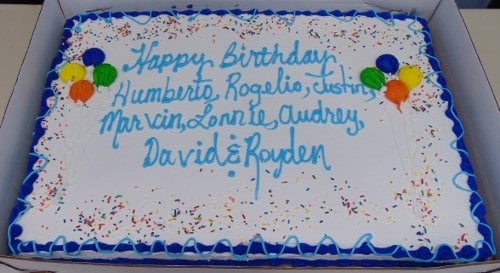 Happy Birthday
Humberto, Rogelio, Justin,
Marvin, Lonnie, Audrey,
David & Royden